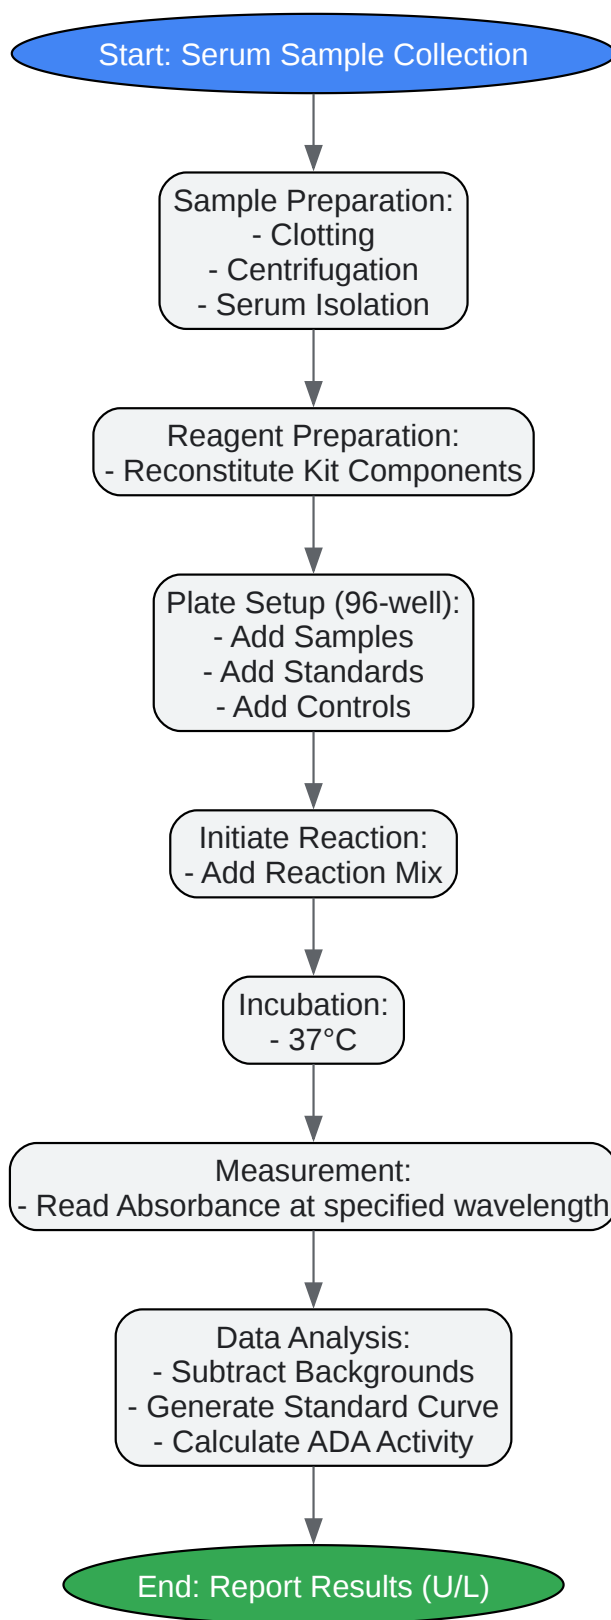 Start: Serum Sample Collection
Sample Preparation:
- Clotting
- Centrifugation
- Serum Isolation
Reagent Preparation:
- Reconstitute Kit Components
Plate Setup (96-well):
- Add Samples
- Add Standards
- Add Controls
Initiate Reaction:
- Add Reaction Mix
Incubation:
- 37°C
Measurement:
- Read Absorbance at specified wavelength
Data Analysis:
- Subtract Backgrounds
- Generate Standard Curve
- Calculate ADA Activity
End: Report Results (U/L)